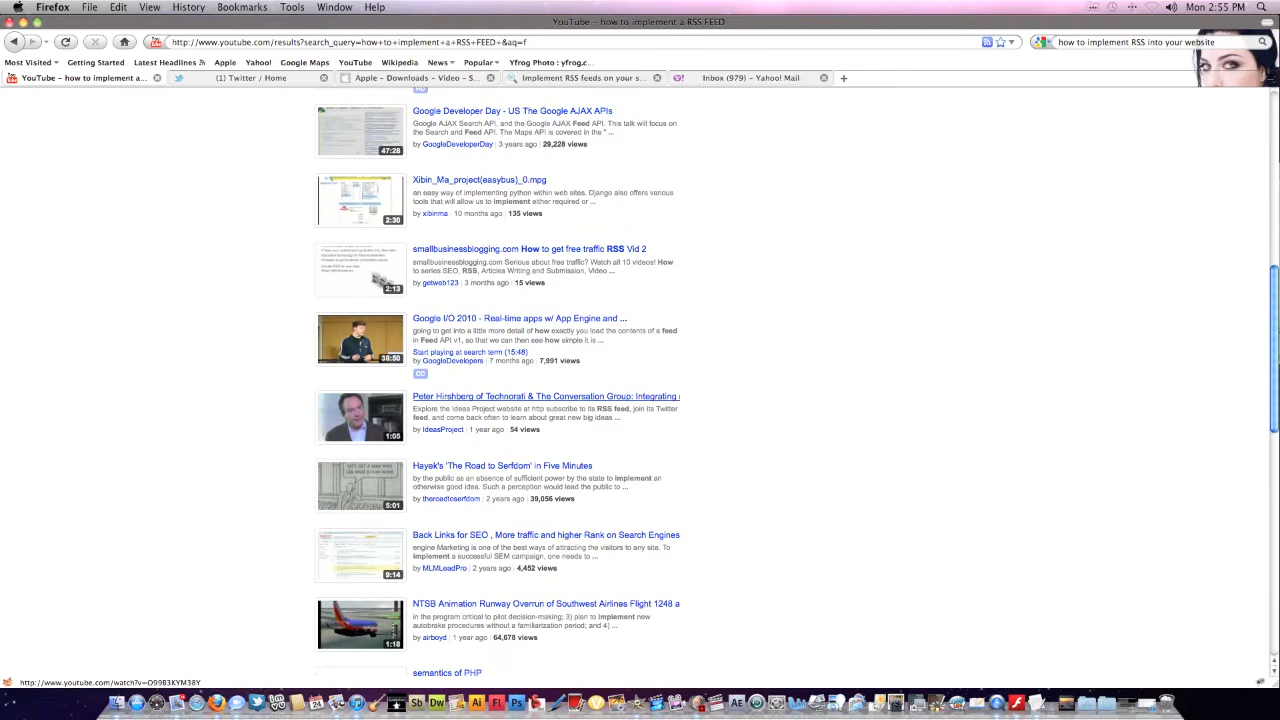 Firefox File Edit View History Bookmarks Tools Window Help
Mon 2:55 PM
YouTube – how to implement an RSS FEED
http://www.youtube.com/results?search_query=how+to+implement+a+RSS+FEED+&aq=f
how to implement RSS into your website
Most Visited Getting Started Latest Headlines Apple Yahoo! Google Maps YouTube Wikipedia News Popular Yfrog Photo : yfrog.c...
YouTube – how to implement a... (1) Twitter / Home Apple – Downloads – Video – S... Implement RSS feeds on your s... Inbox (979) – Yahoo! Mail
HD
Google Developer Day - US The Google AJAX APIs
Google AJAX Search API, and the Google AJAX Feed API. This talk will focus on
the Search and Feed API. The Maps API is covered in the " ...
47:28
by GoogleDeveloperDay | 3 years ago | 29,228 views
Xibin_Ma_project(easybus)_0.mpg
an easy way of implementing python within web sites. Django also offers various
tools that will allow us to implement either required or ...
by xibinma | 10 months ago | 135 views
2:30
smallbusinessblogging.com How to get free traffic RSS Vid 2
smallbusinessblogging.com Serious about free traffic? Watch all 10 videos! How
to series SEO, RSS, Articles Writing and Submission, Video ...
by getweb123 | 3 months ago | 15 views
2:13
Google I/O 2010 - Real-time apps w/ App Engine and ...
going to get into a little more detail of how exactly you load the contents of a feed
in Feed API v1, so that we can then see how simple it is ...
Start playing at search term (15:48)
38:50
by GoogleDevelopers | 7 months ago | 7,991 views
CC
Peter Hirshberg of Technorati & The Conversation Group: Integrating
Explore the Ideas Project website at http subscribe to its RSS feed, join its Twitter
feed, and come back often to learn about great new big ideas ...
by IdeasProject | 1 year ago | 54 views
1:05
Hayek's 'The Road to Serfdom' in Five Minutes
by the public as an absence of sufficient power by the state to implement an
otherwise good idea. Such a perception would lead the public to ...
by theroadtoserfdom | 2 years ago | 39,056 views
5:01
Back Links for SEO , More traffic and higher Rank on Search Engines
engine Marketing is one of the best ways of attracting the visitors to any site. To
implement a successful SEM campaign, one needs to ...
by MLMLeadPro | 2 years ago | 4,452 views
9:14
NTSB Animation Runway Overrun of Southwest Airlines Flight 1248 a
in the program critical to pilot decision-making; 3) plan to implement new
autobrake procedures without a familiarization period; and 4) ...
by airboyd | 1 year ago | 64,678 views
1:18
semantics of PHP
http://www.youtube.com/watch?v=O99B3KYM38Y
24 Sb Dw Ai Fl Ps AE